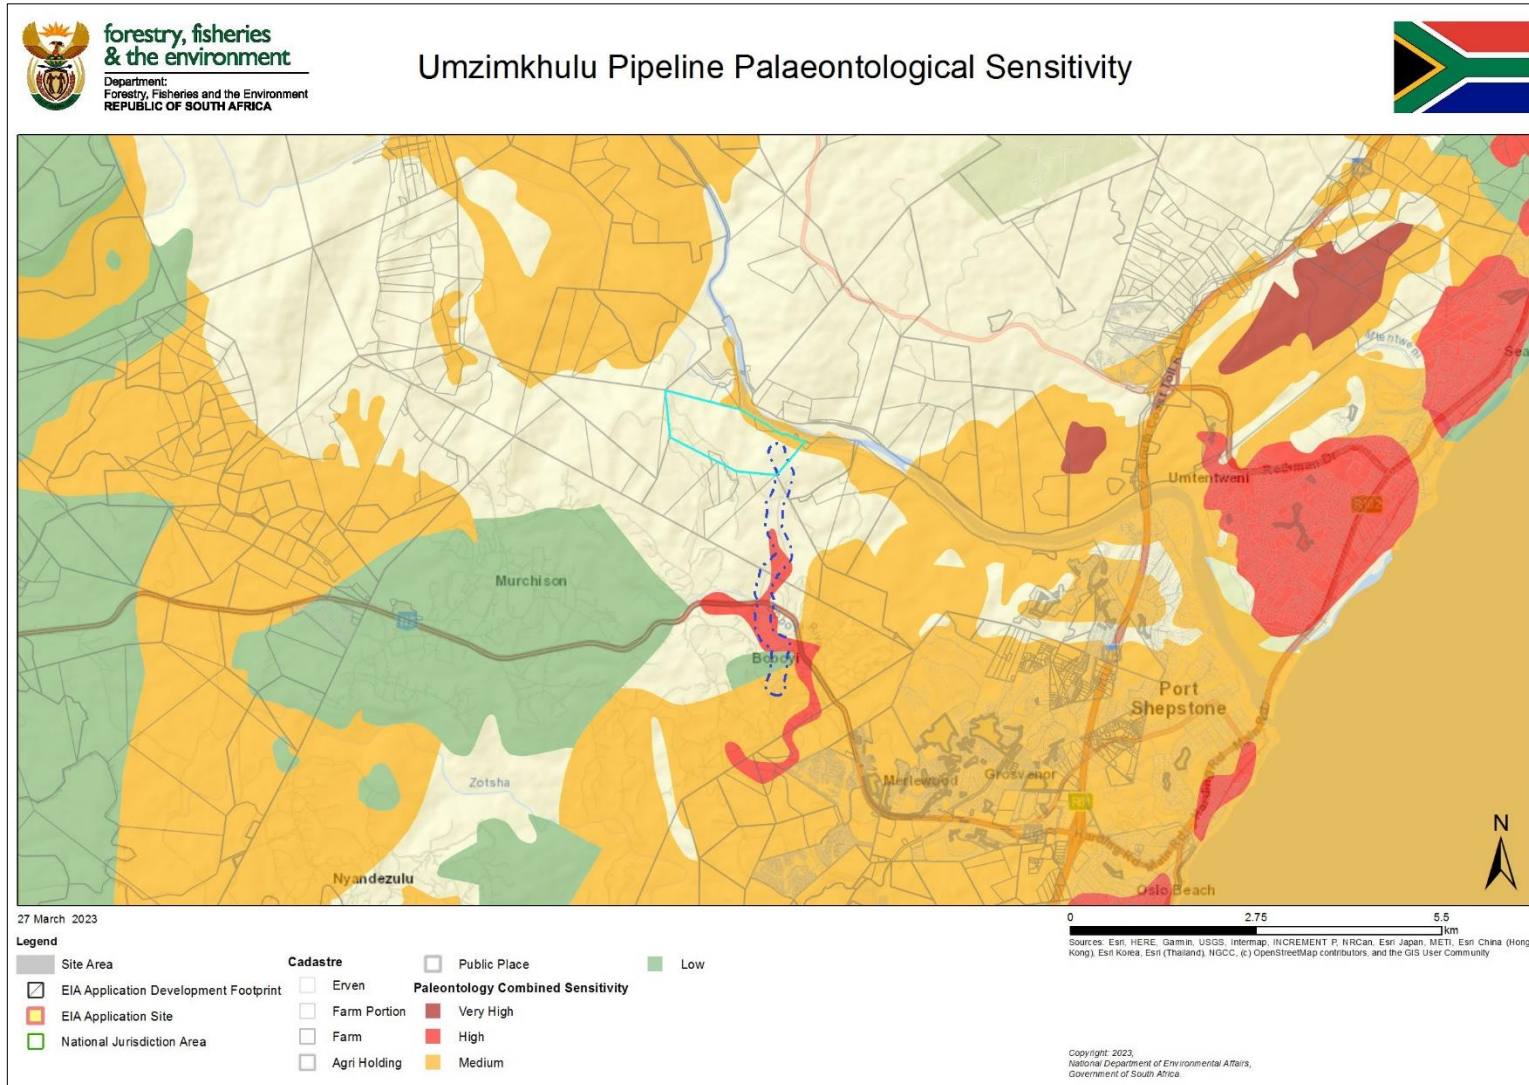 forestry, fisheries
& the environment
Department:
Forestry, Fisheries and the Environment
REPUBLIC OF SOUTH AFRICA
Umzimkhulu Pipeline Palaeontological Sensitivity
Mtentweni
Umtentweni
Murchison
Boboyi
Port
Shepstone
Zotsha
Merlewood
Grosvenor
Nyandezulu
Oslo Beach
N
27 March 2023
0
2.75
5.5
km
Sources: Esri, HERE, Garmin, USGS, Intermap, INCREMENT P, NRCan, Esri Japan, METI, Esri China (Hong
Kong), Esri Korea, Esri (Thailand), NGCC, (c) OpenStreetMap contributors, and the GIS User Community
Legend
Site Area
EIA Application Development Footprint
EIA Application Site
National Jurisdiction Area
Cadastre
Erven
Farm Portion
Farm
Agri Holding
Public Place
Paleontology Combined Sensitivity
Very High
High
Medium
Low
Copyright: 2023,
National Department of Environmental Affairs,
Government of South Africa.